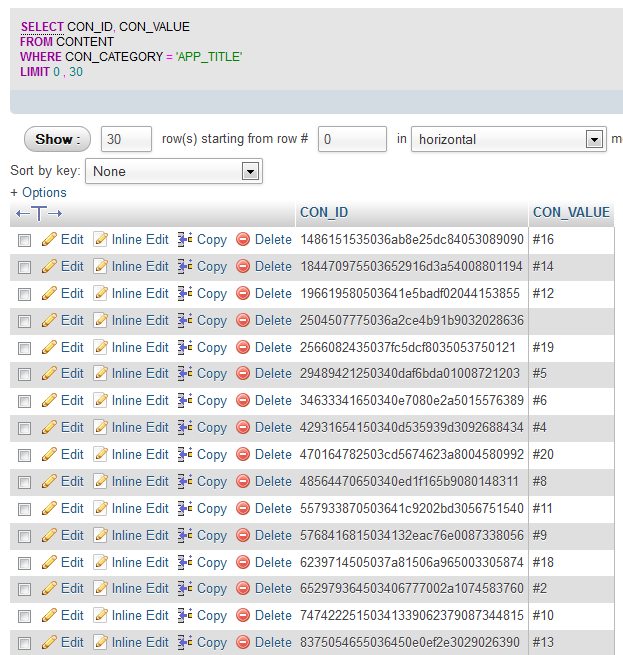 SELECT CON_ID, CON_VALUE
FROM CONTENT
WHERE CON_CATEGORY = 'APP_TITLE'
LIMIT 0 , 30
Show : 30 row(s) starting from row # 0 in horizontal m
Sort by key: None
+ Options
CON_ID CON_VALUE
Edit Inline Edit Copy Delete 1486151535036ab8e25dc84053089090 #16
Edit Inline Edit Copy Delete 184470975503652916d3a54008801194 #14
Edit Inline Edit Copy Delete 196619580503641e5badf02044153855 #12
Edit Inline Edit Copy Delete 2504507775036a2ce4b91b9032028636
Edit Inline Edit Copy Delete 2566082435037fc5dcf8035053750121 #19
Edit Inline Edit Copy Delete 29489421250340daf6bda01008721203 #5
Edit Inline Edit Copy Delete 34633341650340e7080e2a5015576389 #6
Edit Inline Edit Copy Delete 42931654150340d535939d3092688434 #4
Edit Inline Edit Copy Delete 470164782503cd5674623a8004580992 #20
Edit Inline Edit Copy Delete 48564470650340ed1f165b9080148311 #8
Edit Inline Edit Copy Delete 557933870503641c9202bd3056751540 #11
Edit Inline Edit Copy Delete 5768416815034132eac76e0087338056 #9
Edit Inline Edit Copy Delete 6239714505037a81506a965003305874 #18
Edit Inline Edit Copy Delete 652979364503406777002a1074583760 #2
Edit Inline Edit Copy Delete 7474222515034133906237908734481​5 #10
Edit Inline Edit Copy Delete 8375054655036450e0ef2e3029026390 #13